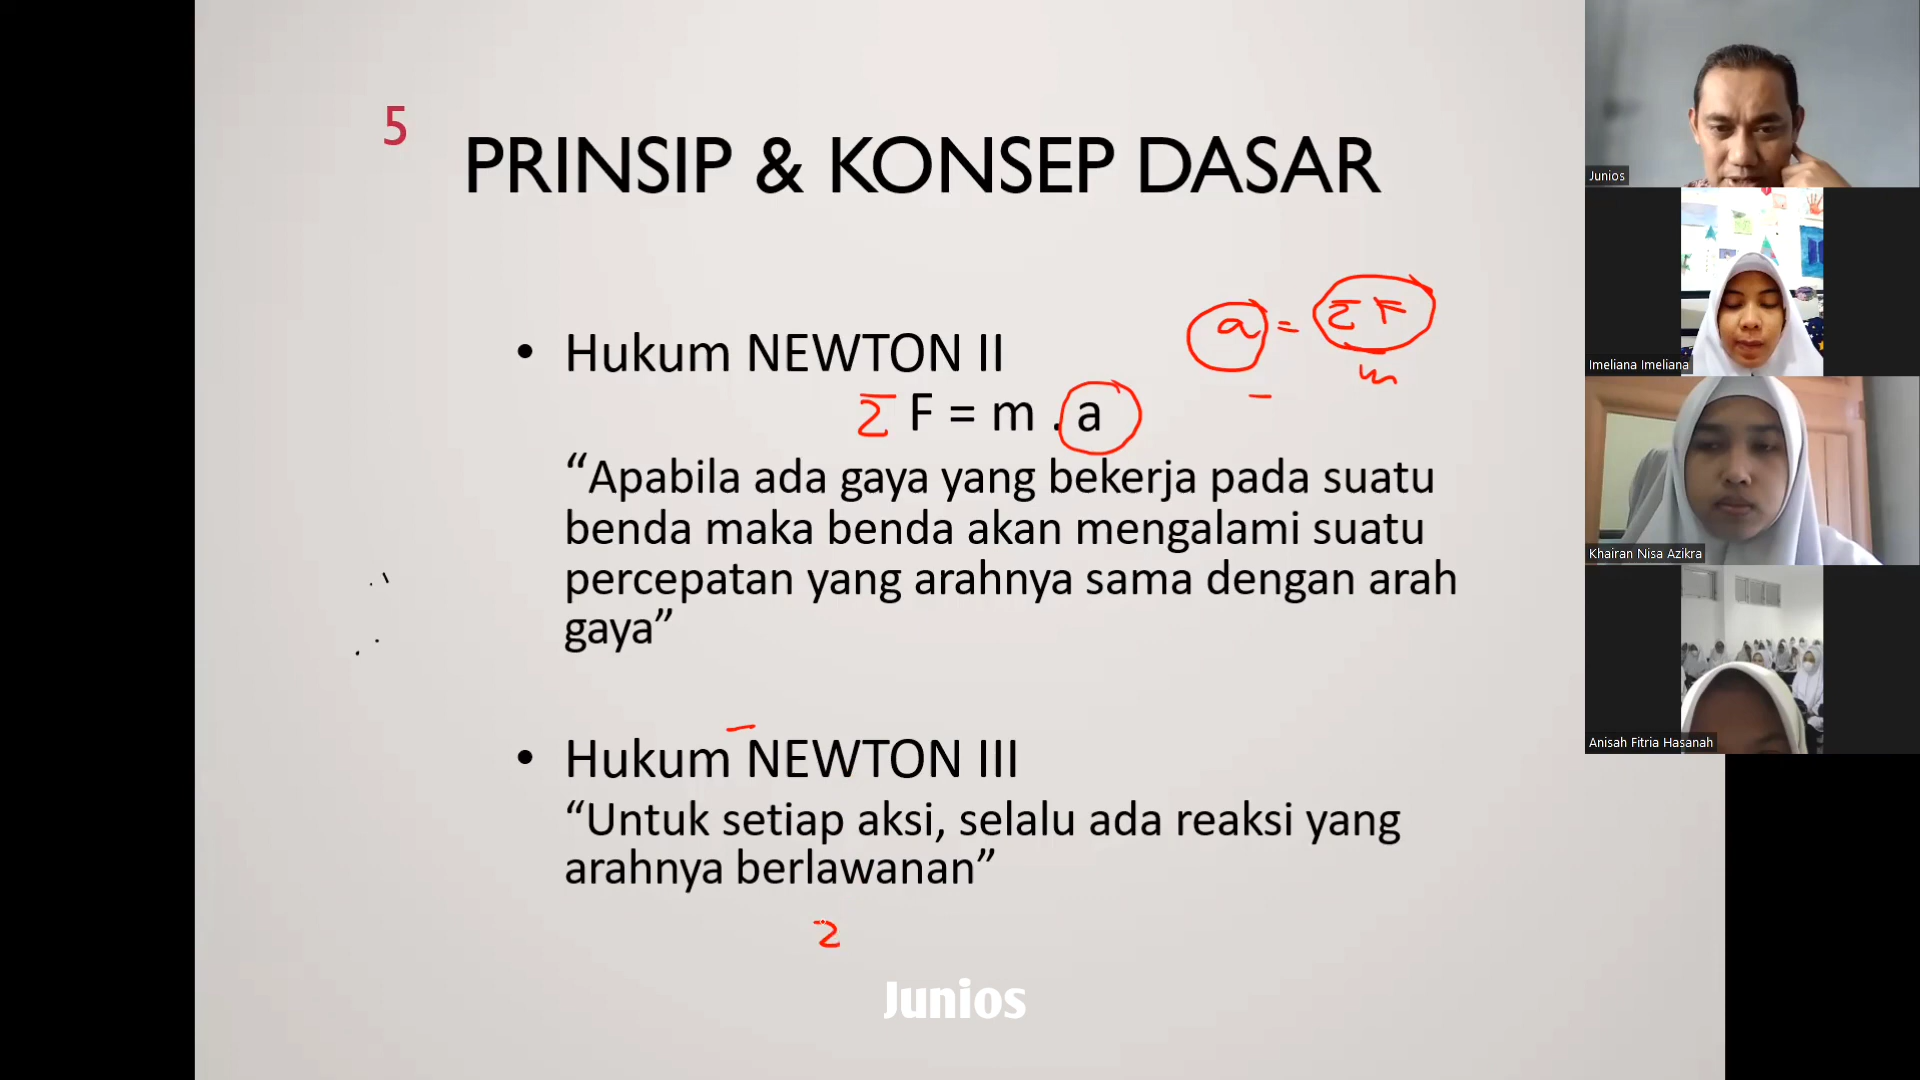 5
PRINSIP & KONSEP DASAR
a = Σ F
m
• Hukum NEWTON II
Σ F = m . a
“Apabila ada gaya yang bekerja pada suatu
benda maka benda akan mengalami suatu
percepatan yang arahnya sama dengan arah
gaya”
• Hukum NEWTON III
“Untuk setiap aksi, selalu ada reaksi yang
arahnya berlawanan”
Junios
Junios
Imeliana Imeliana
Khairan Nisa Azikra
Anisah Fitria Hasanah